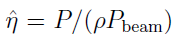 η̂ = P/(ρP_beam)